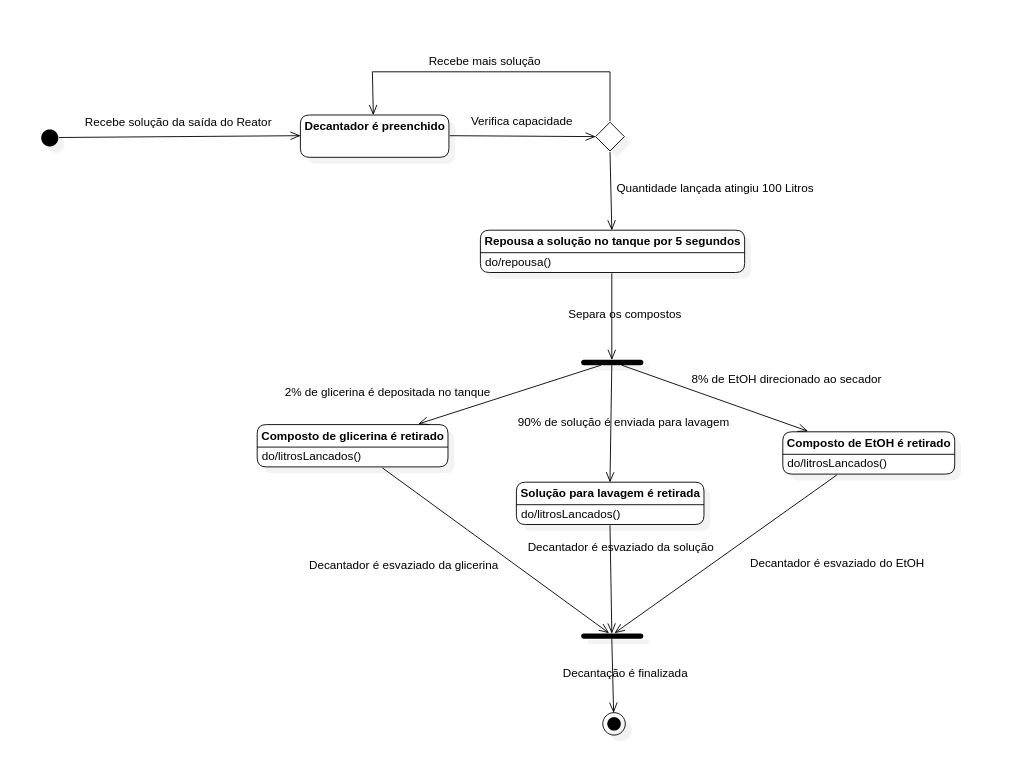 Recebe mais solução
Recebe solução da saída do Reator
Decantador é preenchido
Verifica capacidade
Quantidade lançada atingiu 100 Litros
Repousa a solução no tanque por 5 segundos
do/repousa()
Separa os compostos
2% de glicerina é depositada no tanque
8% de EtOH direcionado ao secador
90% de solução é enviada para lavagem
Composto de glicerina é retirado
do/litrosLancados()
Composto de EtOH é retirado
do/litrosLancados()
Solução para lavagem é retirada
do/litrosLancados()
Decantador é esvaziado da solução
Decantador é esvaziado da glicerina
Decantador é esvaziado do EtOH
Decantação é finalizada